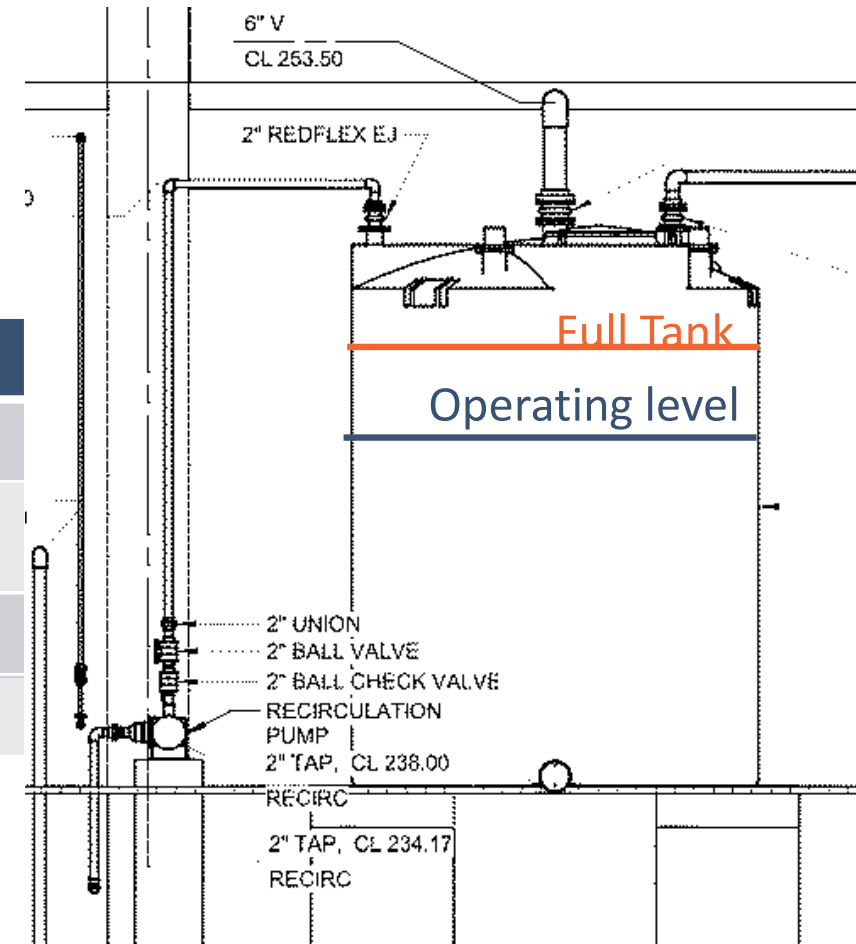 6" V
CL 253.50
2" REDFLEX EJ
Full Tank
Operating level
2" UNION
2" BALL VALVE
2" BALL CHECK VALVE
RECIRCULATION
PUMP
2" TAP, CL 238.00
RECIRC
2" TAP, CL 234.17
RECIRC